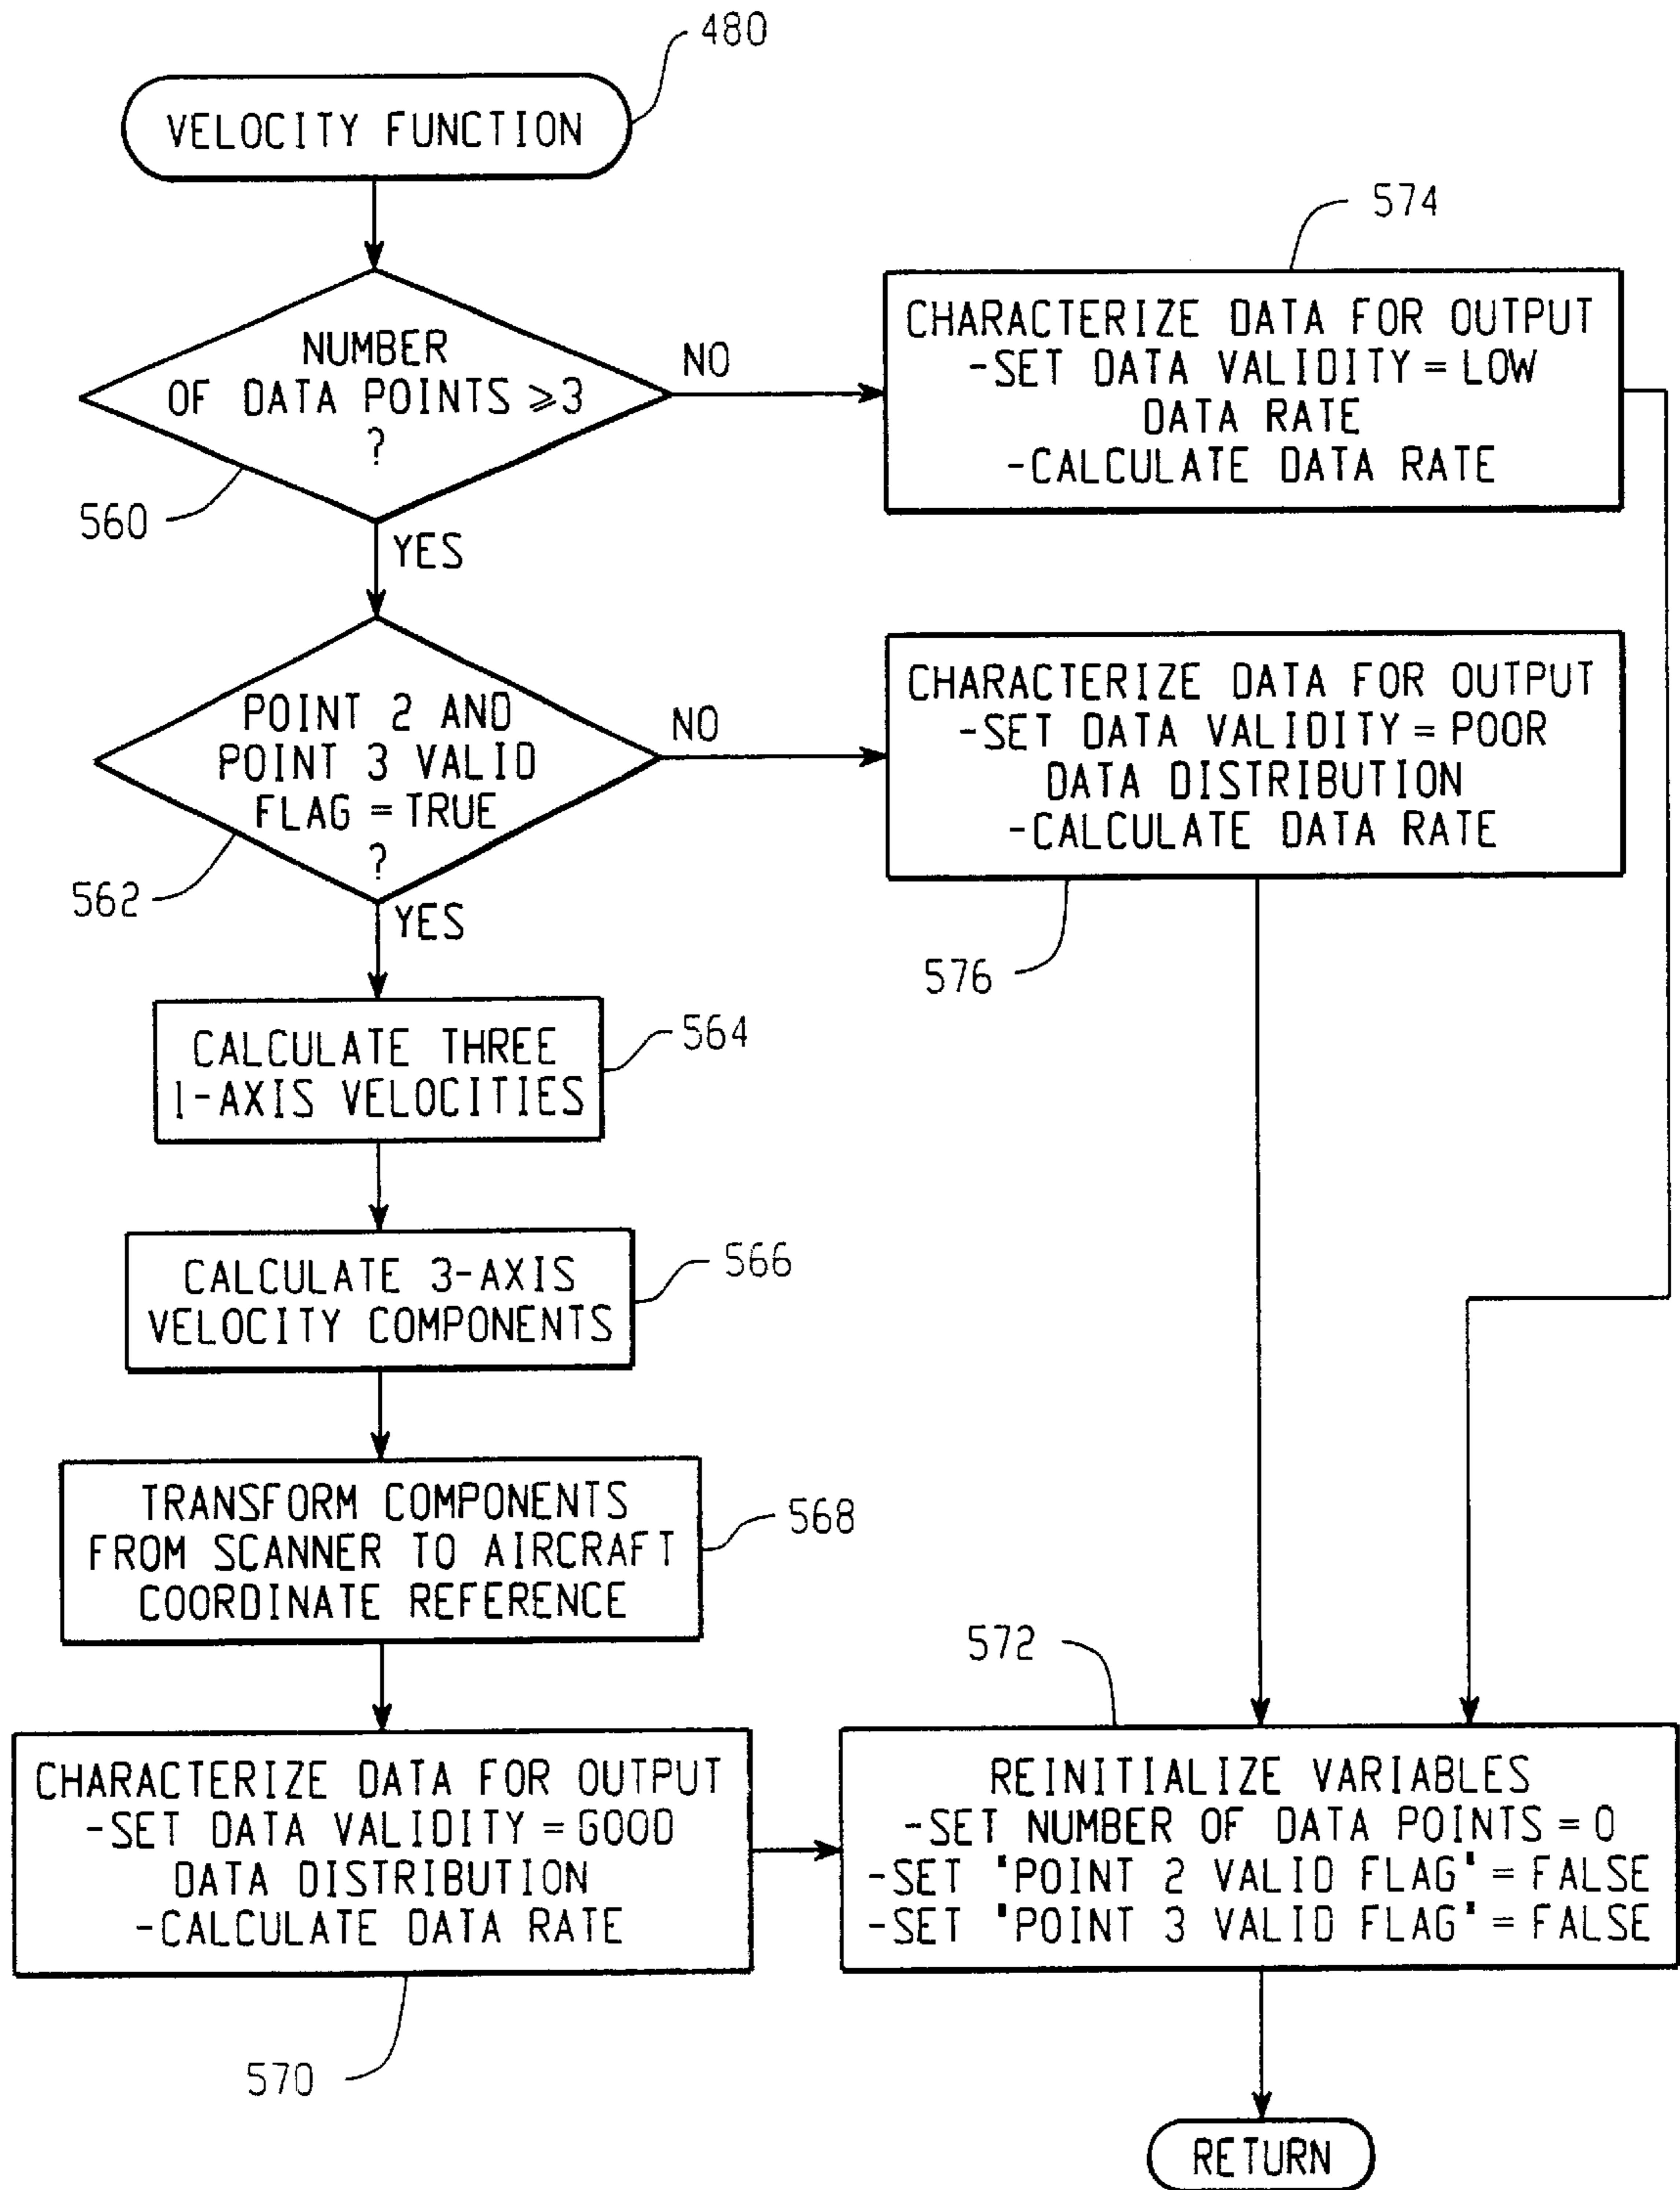 480
VELOCITY FUNCTION
574
NUMBER
OF DATA POINTS ⩾3
?
NO
560
YES
CHARACTERIZE DATA FOR OUTPUT
-SET DATA VALIDITY = LOW
DATA RATE
-CALCULATE DATA RATE
POINT 2 AND
POINT 3 VALID
FLAG = TRUE
?
NO
562
YES
CHARACTERIZE DATA FOR OUTPUT
-SET DATA VALIDITY = POOR
DATA DISTRIBUTION
-CALCULATE DATA RATE
576
CALCULATE THREE
1-AXIS VELOCITIES
564
CALCULATE 3-AXIS
VELOCITY COMPONENTS
566
TRANSFORM COMPONENTS
FROM SCANNER TO AIRCRAFT
COORDINATE REFERENCE
568
CHARACTERIZE DATA FOR OUTPUT
-SET DATA VALIDITY = GOOD
DATA DISTRIBUTION
-CALCULATE DATA RATE
570
572
REINITIALIZE VARIABLES
-SET NUMBER OF DATA POINTS = 0
-SET "POINT 2 VALID FLAG" = FALSE
-SET "POINT 3 VALID FLAG" = FALSE
RETURN